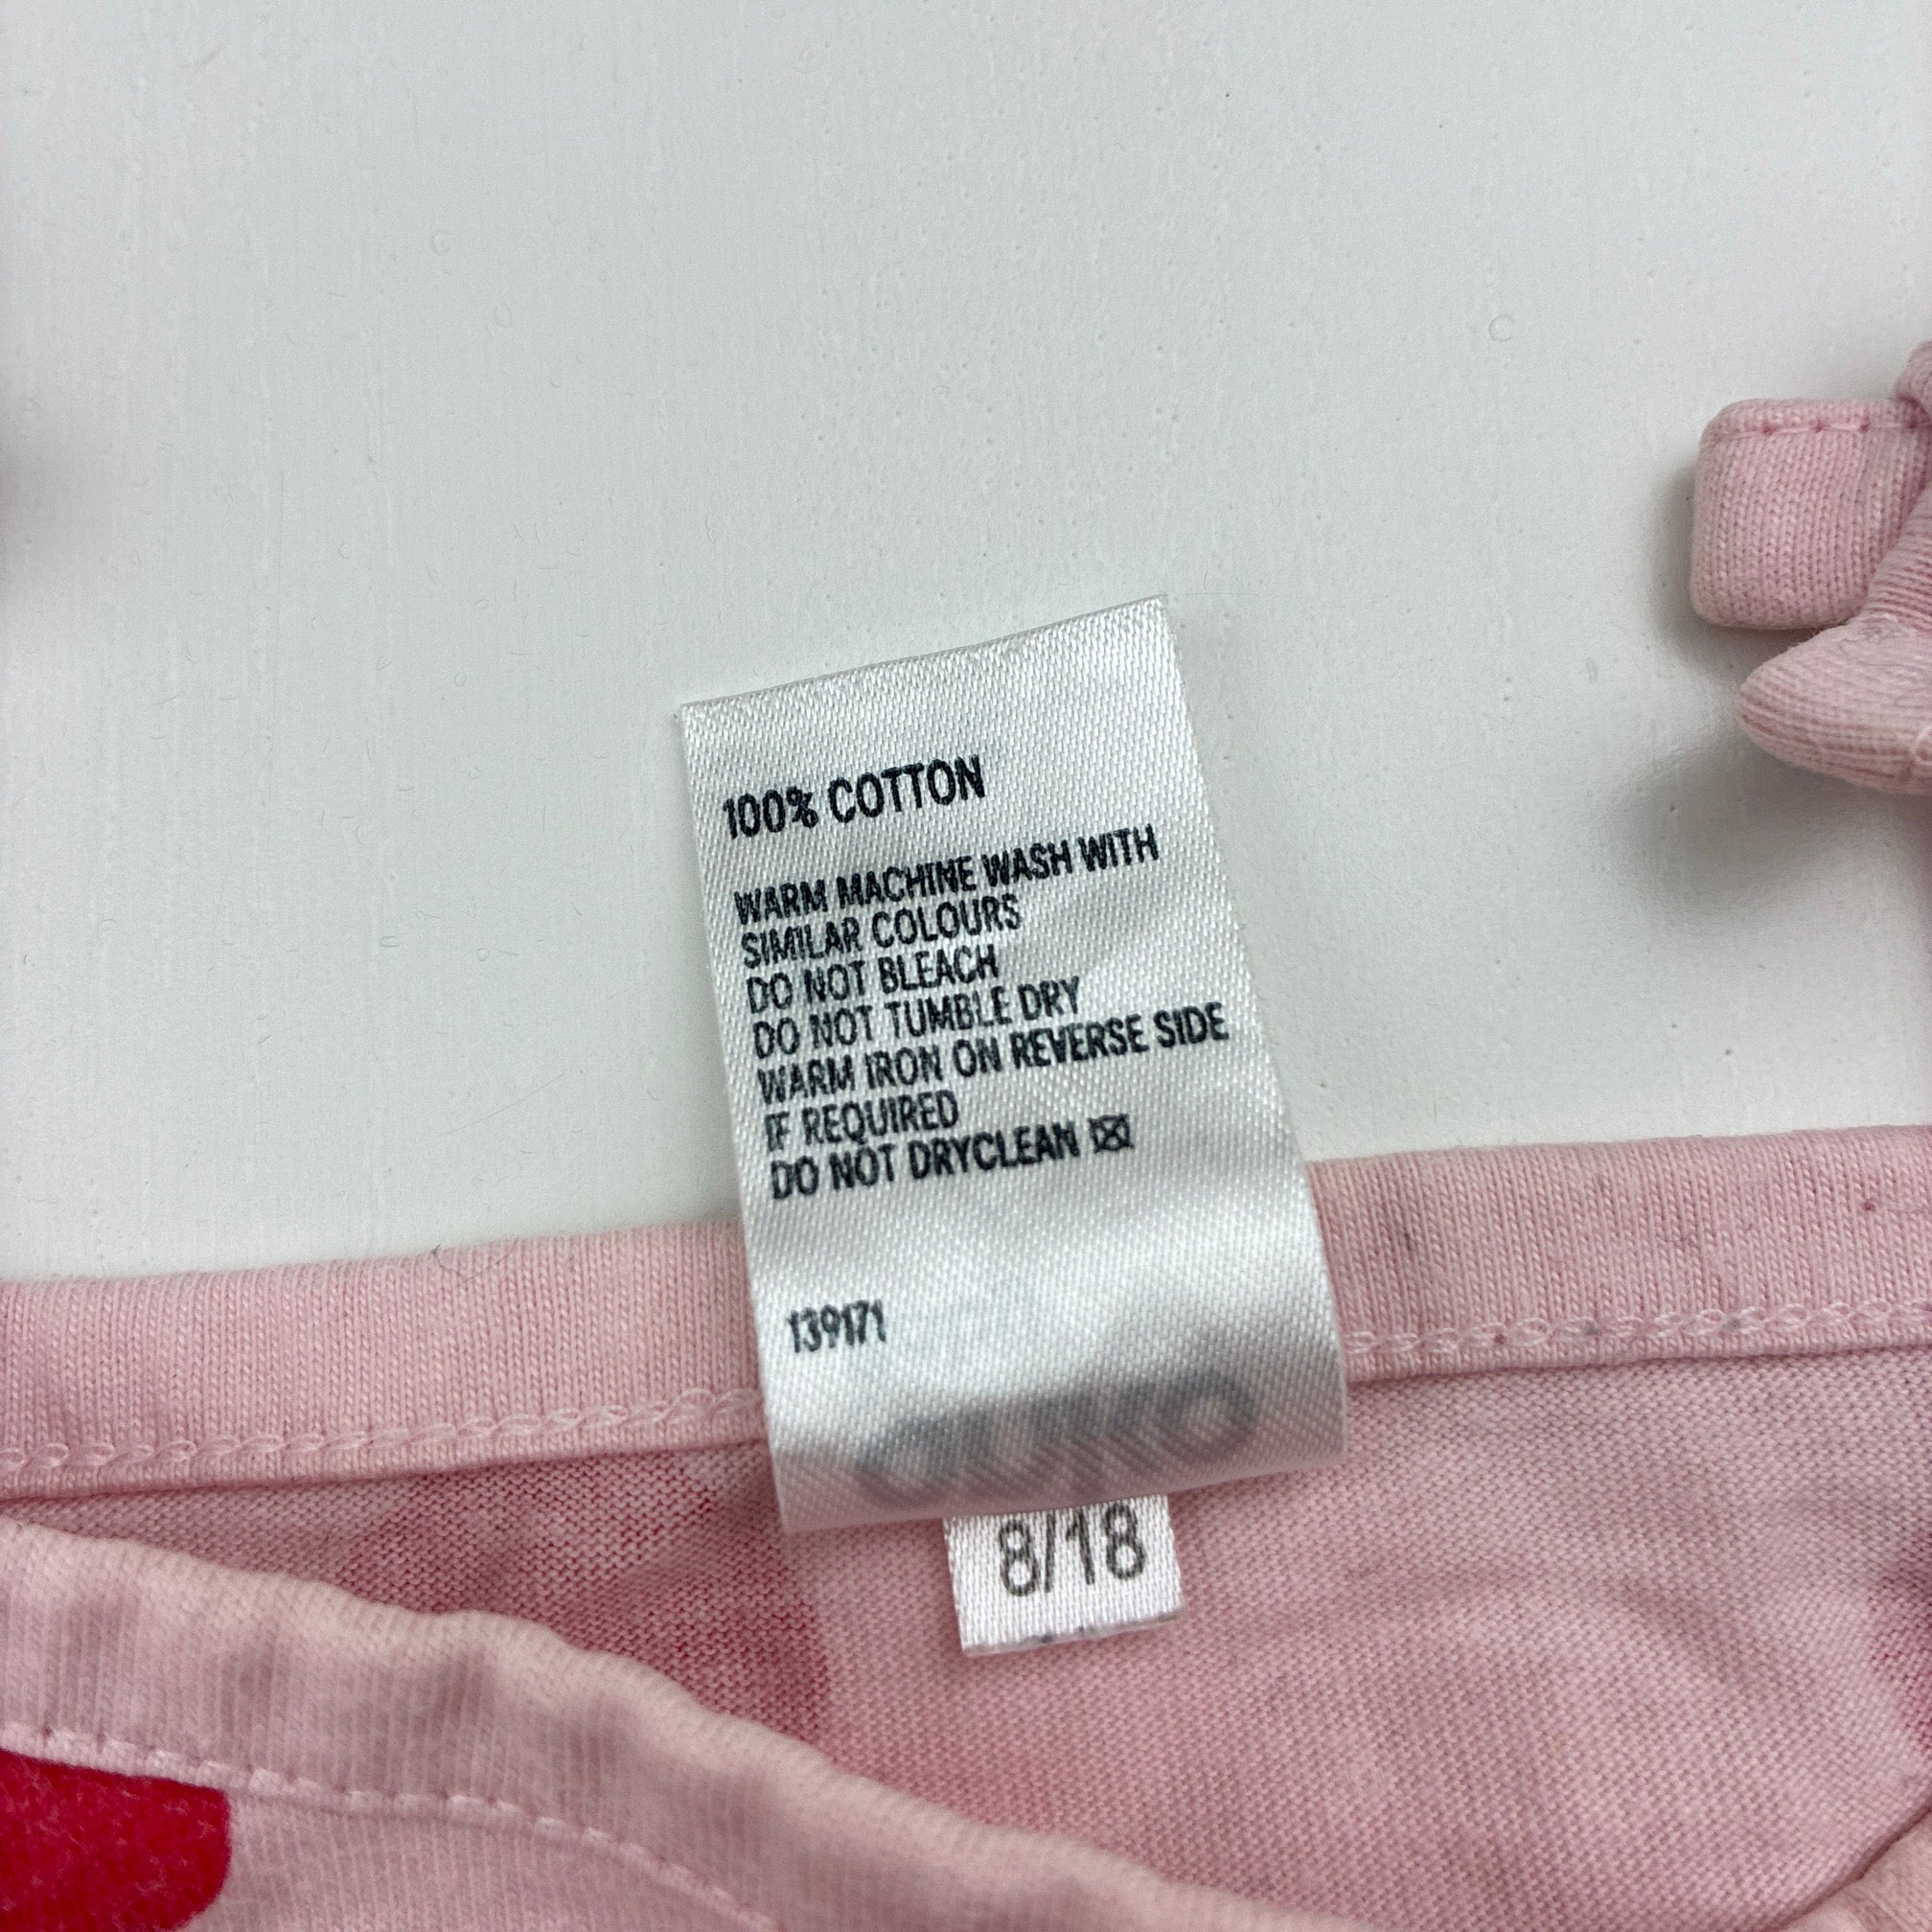 100% COTTON
WARM MACHINE WASH WITH
SIMILAR COLOURS
DO NOT BLEACH
DO NOT TUMBLE DRY
WARM IRON ON REVERSE SIDE
IF REQUIRED
DO NOT DRYCLEAN
139171
8/18